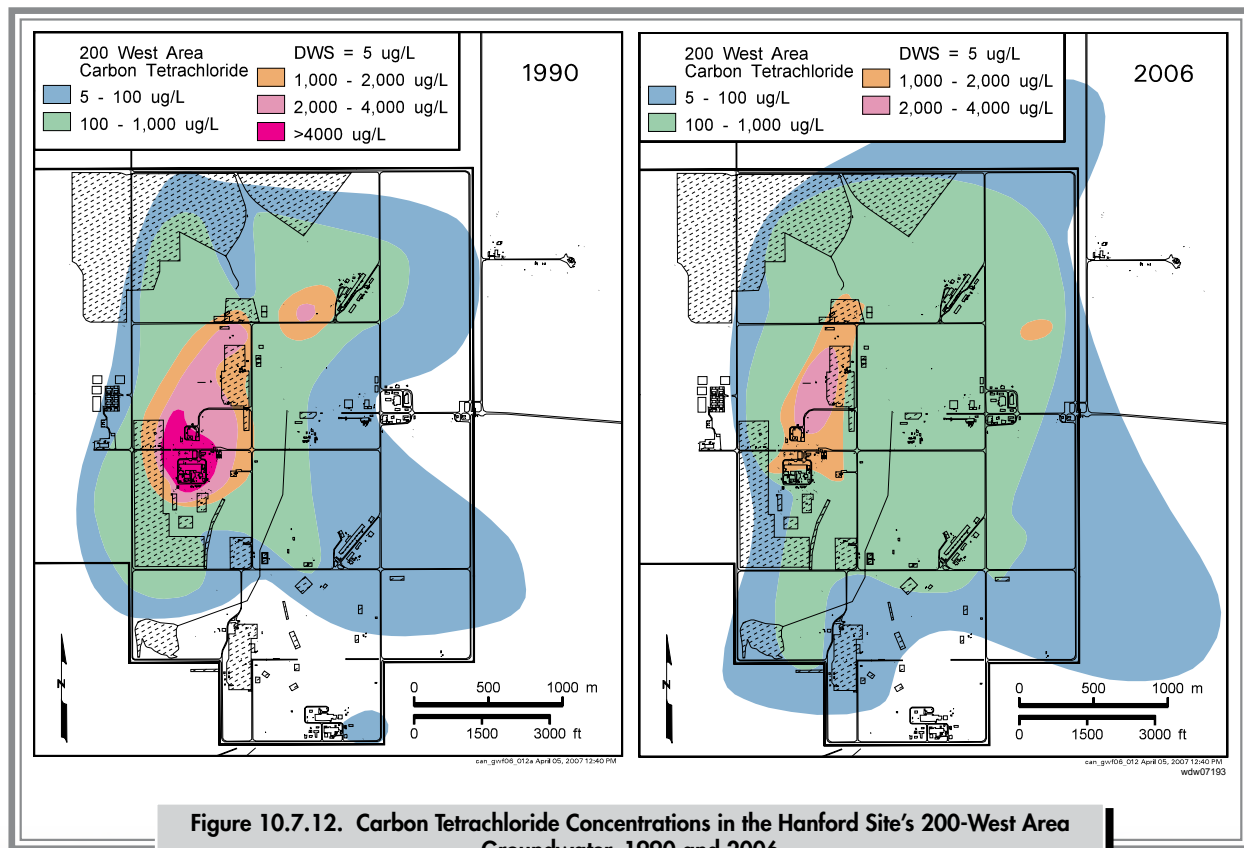 200 West Area
Carbon Tetrachloride
5 - 100 ug/L
100 - 1,000 ug/L
DWS = 5 ug/L
1,000 - 2,000 ug/L
2,000 - 4,000 ug/L
>4000 ug/L
1990
N
0 500 1000 m
0 1500 3000 ft
can_gwf06_012a April 05, 2007 12:40 PM
200 West Area
Carbon Tetrachloride
5 - 100 ug/L
100 - 1,000 ug/L
DWS = 5 ug/L
1,000 - 2,000 ug/L
2,000 - 4,000 ug/L
2006
N
0 500 1000 m
0 1500 3000 ft
can_gwf06_012 April 05, 2007 12:40 PM
wdw07193
Figure 10.7.12. Carbon Tetrachloride Concentrations in the Hanford Site's 200-West Area
Groundwater, 1990 and 2006